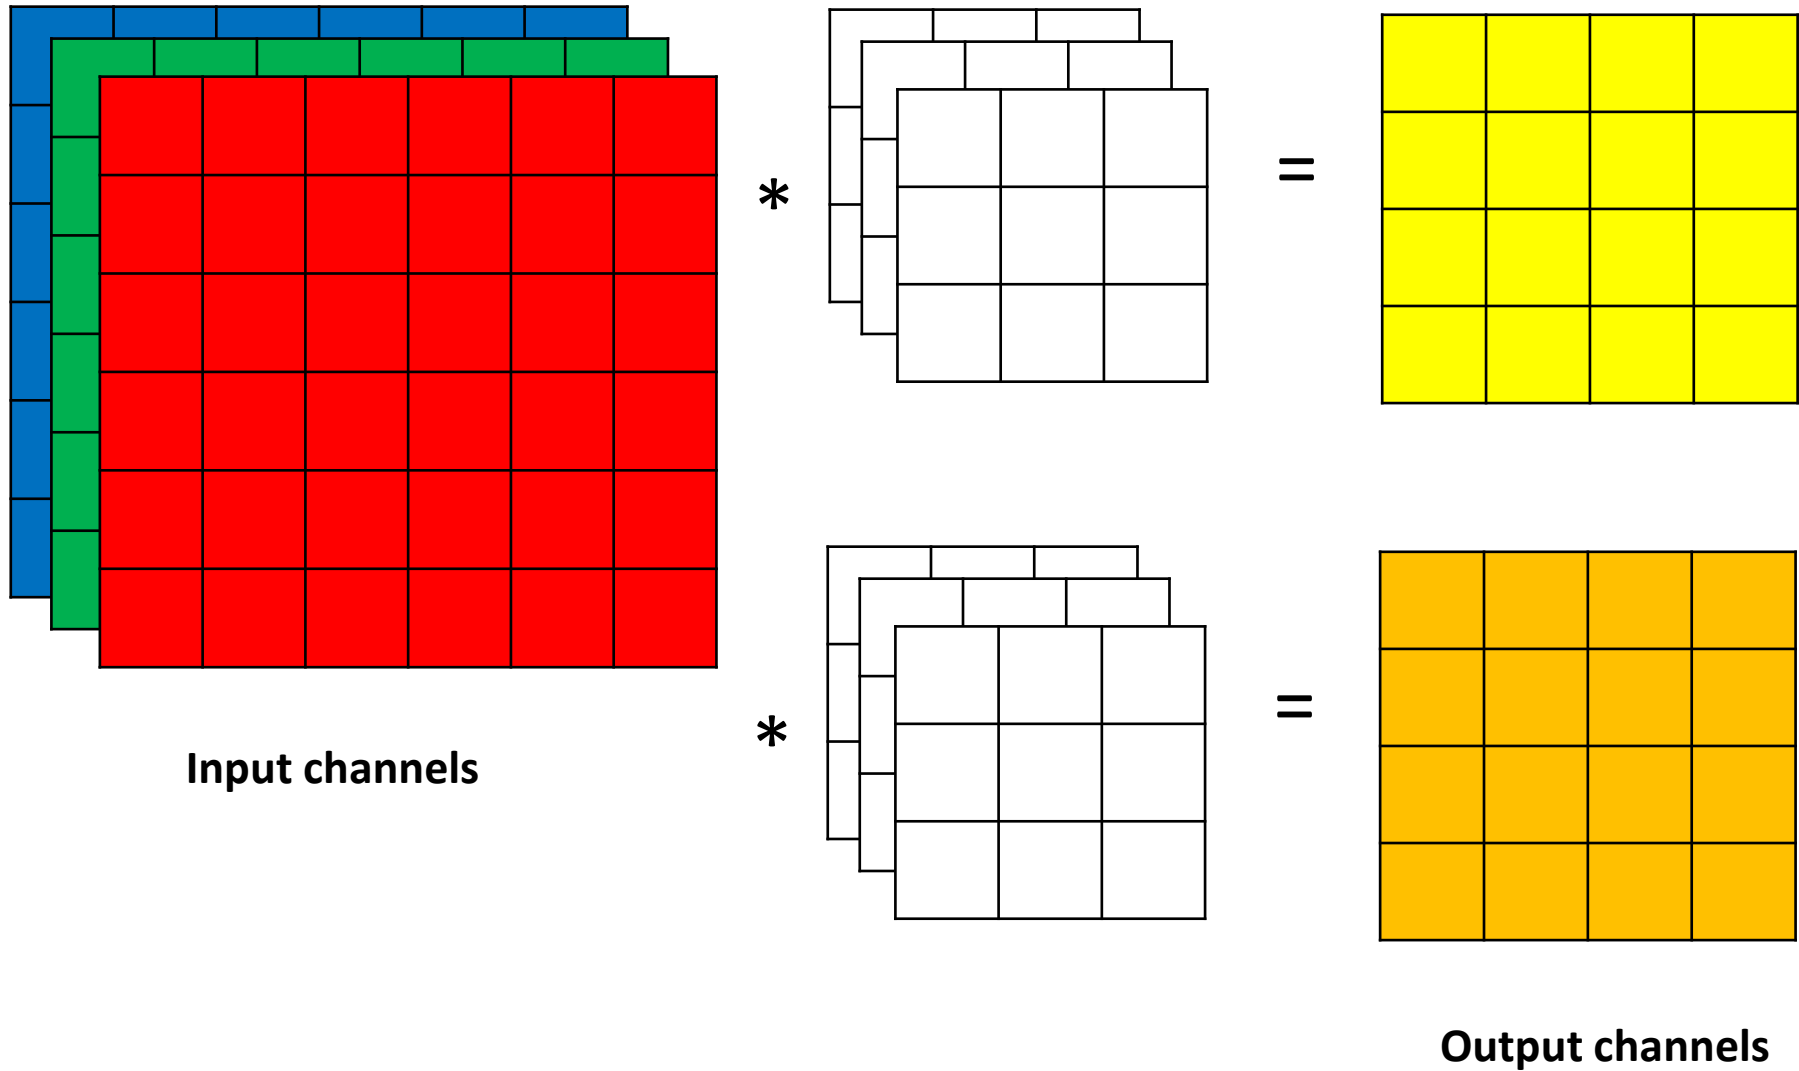 *
=
Input channels
*
=
Output channels